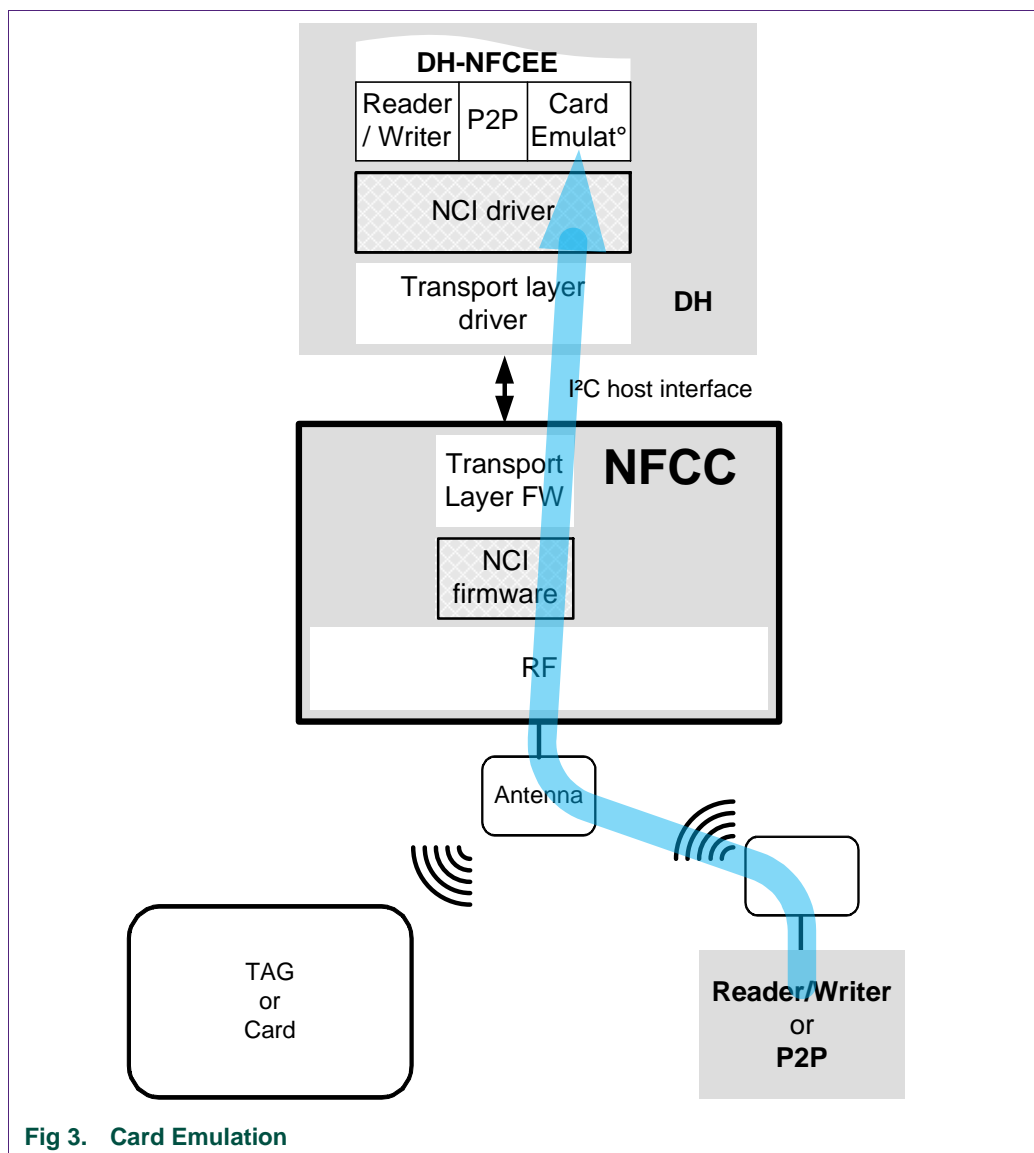 DH-NFCEE
Reader
/ Writer
P2P
Card
Emulat°
NCI driver
Transport layer
driver
DH
I²C host interface
Transport
Layer FW
NFCC
NCI
firmware
RF
Antenna
TAG
or
Card
Reader/Writer
or
P2P
Fig 3. Card Emulation